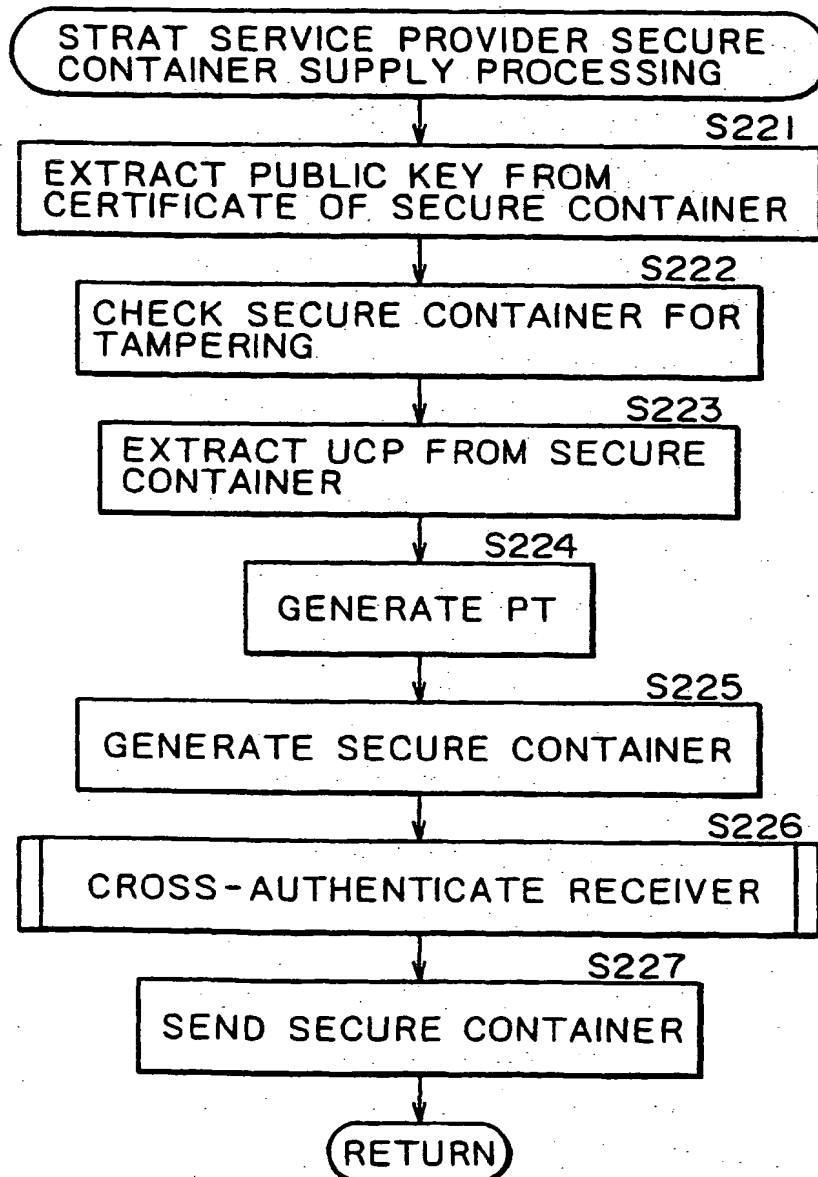 STRAT SERVICE PROVIDER SECURE
CONTAINER SUPPLY PROCESSING
S221
EXTRACT PUBLIC KEY FROM
CERTIFICATE OF SECURE CONTAINER
S222
CHECK SECURE CONTAINER FOR
TAMPERING
S223
EXTRACT UCP FROM SECURE
CONTAINER
S224
GENERATE PT
S225
GENERATE SECURE CONTAINER
S226
CROSS-AUTHENTICATE RECEIVER
S227
SEND SECURE CONTAINER
RETURN